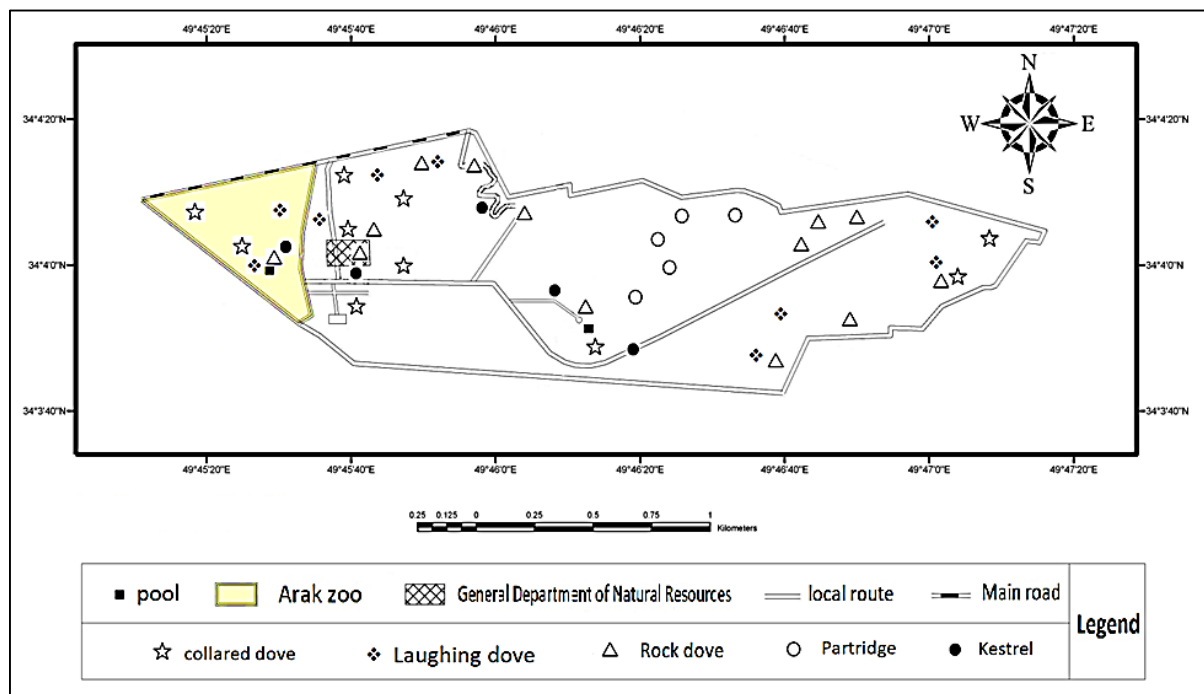 49°45'20"E 49°45'40"E 49°46'0"E 49°46'20"E 49°46'40"E 49°47'0"E 49°47'20"E
N
34°4'20"N W E 34°4'20"N
S
34°4'0"N 34°4'0"N
34°3'40"N 34°3'40"N
49°45'20"E 49°45'40"E 49°46'0"E 49°46'20"E 49°46'40"E 49°47'0"E 49°47'20"E
0.25 0.125 0 0.25 0.5 0.75 1
Kilometers
pool Arak zoo General Department of Natural Resources local route Main road
Legend
collared dove Laughing dove Rock dove Partridge Kestrel